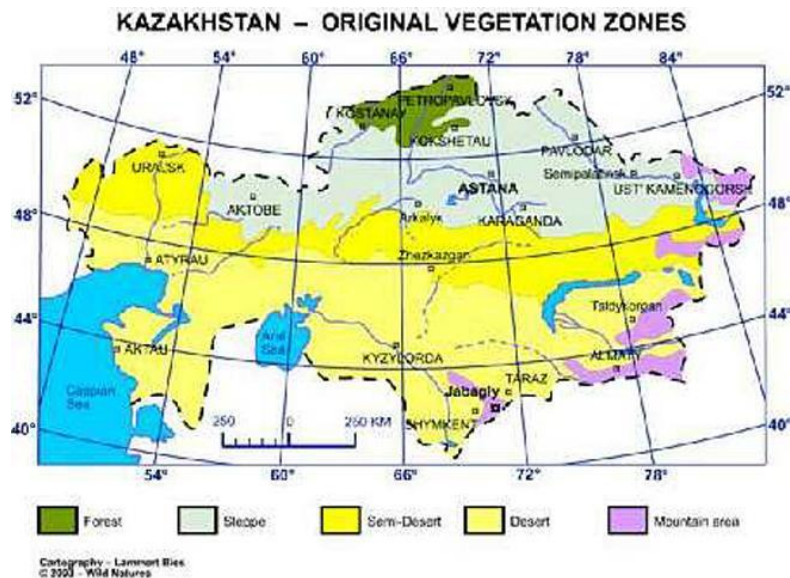 KAZAKHSTAN – ORIGINAL VEGETATION ZONES
48° 54° 60° 66° 72° 78° 84°
52° 52°
PETROPAVLOVSK
KOSTANAY
KOKSHETAU
PAVLODAR
URALSK
ASTANA
Semipalatinsk
UST' KAMENOGORSK
48° 48°
AKTOBE
Arkalyk
KARAGANDA
ATYRAU
Zhezkazgan
44° 44°
Taldykorgan
Aral
Sea
AKTAU
KYZYLORDA
ALMATY
TARAZ
Caspian
Sea
Jabagly
SHYMKENT
250 0 250 KM
40° 40°
54° 60° 66° 72° 78°
Forest Steppe Semi-Desert Desert Mountain area
Cartography - Lammert Bies
© 2003 - Wild Natures